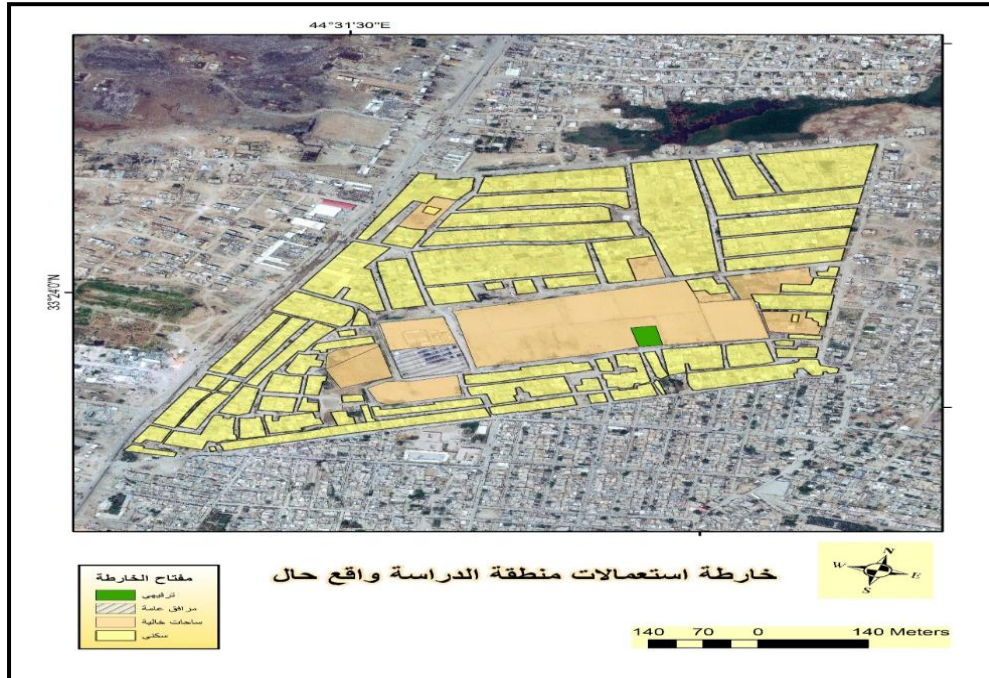 44°31'30"E
33°24'0"N
خارطة استعمالات منطقة الدراسة واقع حال
N
W
E
S
مفتاح الخارطة
ترفيهي
مرافق عامة
ساحات خالية
سكني
140 70 0 140 Meters